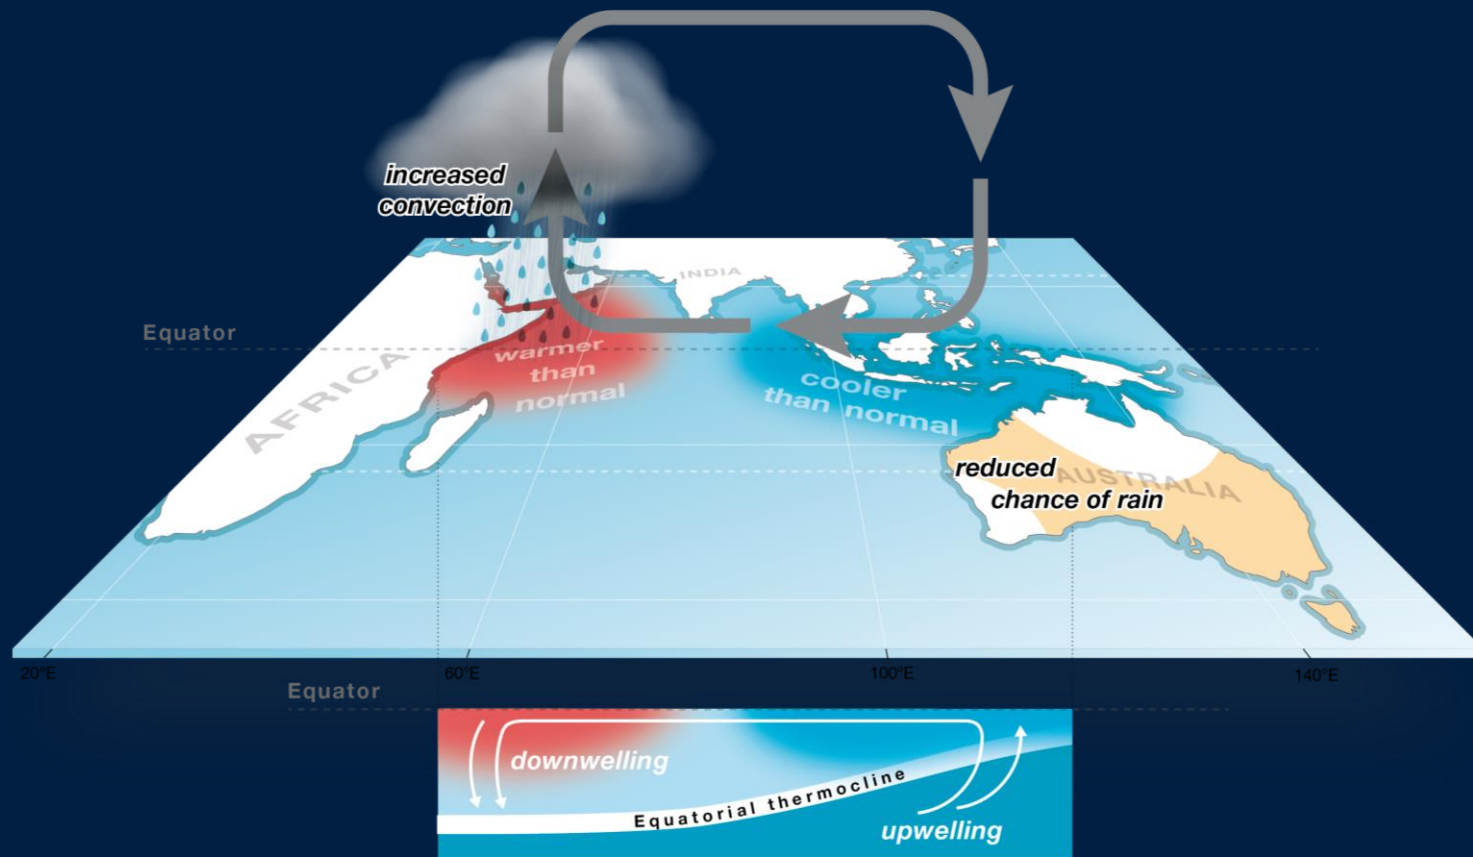 increased
convection
INDIA
Equator
AFRICA
warmer
than
normal
cooler
than normal
reduced
AUSTRALIA
chance of rain
20°E
60°E
100°E
140°E
Equator
downwelling
Equatorial thermocline
upwelling